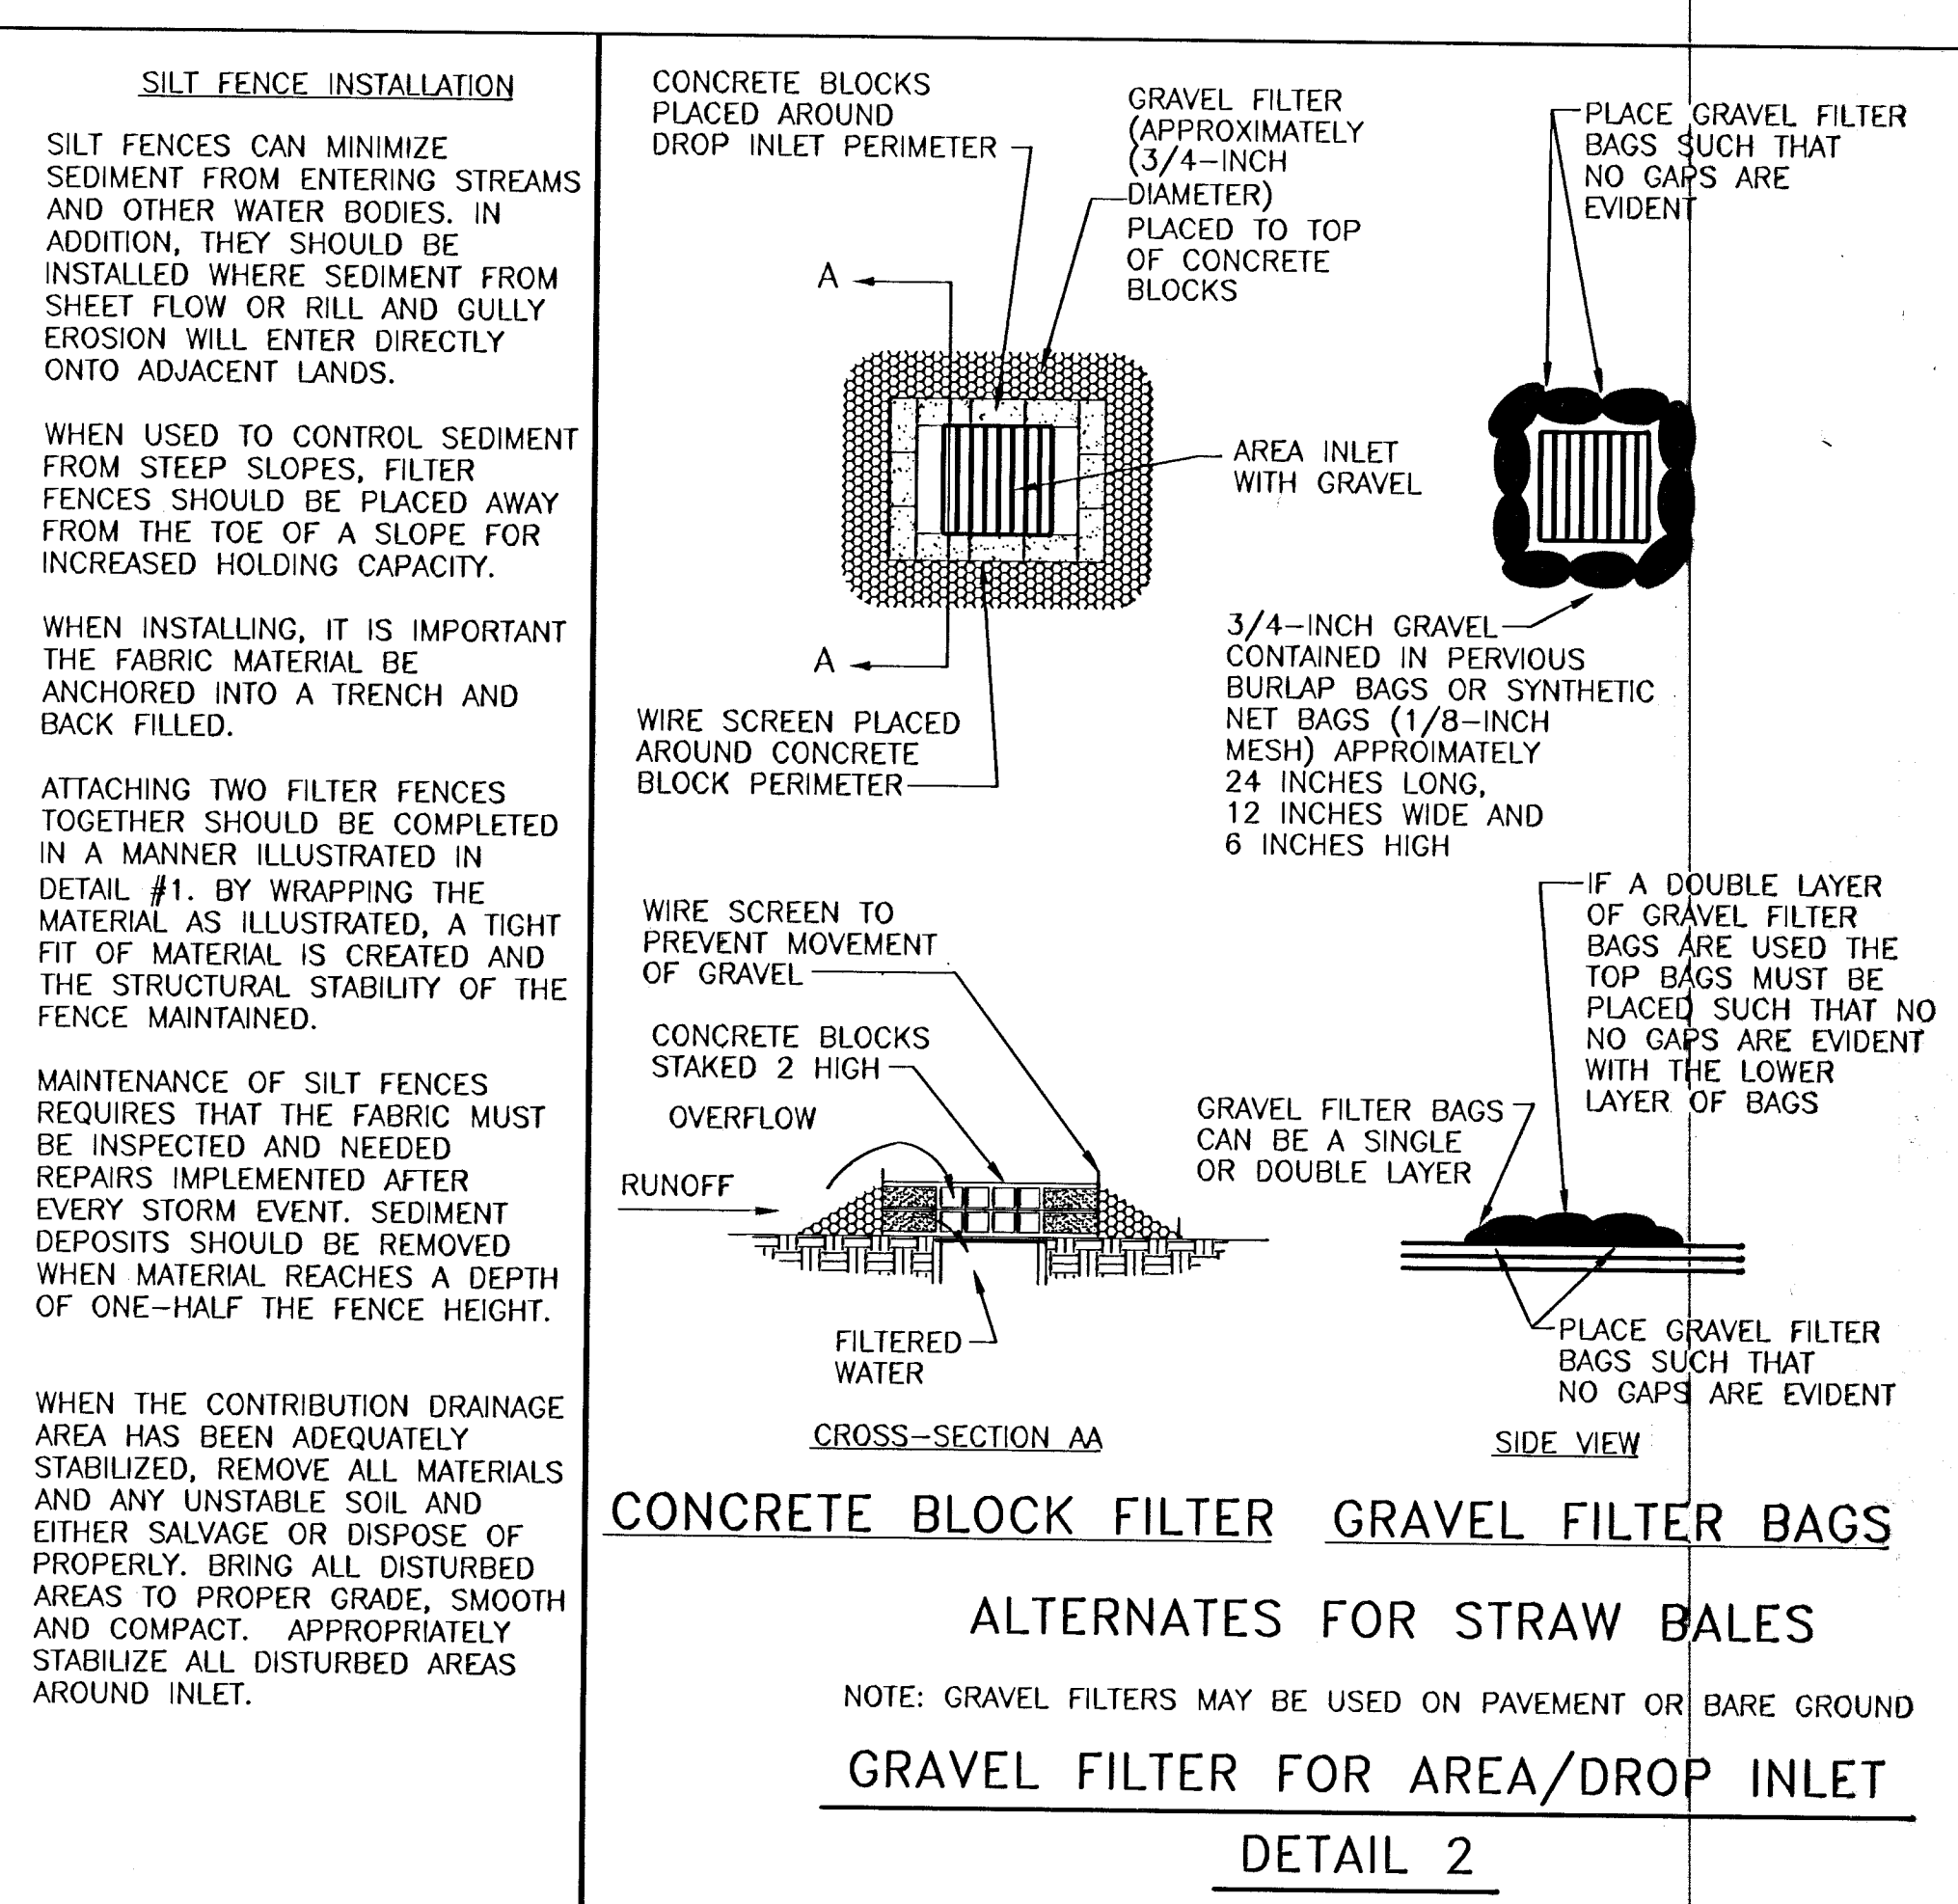 SILT FENCE INSTALLATION
SILT FENCES CAN MINIMIZE
SEDIMENT FROM ENTERING STREAMS
AND OTHER WATER BODIES. IN
ADDITION, THEY SHOULD BE
INSTALLED WHERE SEDIMENT FROM
SHEET FLOW OR RILL AND GULLY
EROSION WILL ENTER DIRECTLY
ONTO ADJACENT LANDS.
WHEN USED TO CONTROL SEDIMENT
FROM STEEP SLOPES, FILTER
FENCES SHOULD BE PLACED AWAY
FROM THE TOE OF A SLOPE FOR
INCREASED HOLDING CAPACITY.
WHEN INSTALLING, IT IS IMPORTANT
THE FABRIC MATERIAL BE
ANCHORED INTO A TRENCH AND
BACK FILLED.
ATTACHING TWO FILTER FENCES
TOGETHER SHOULD BE COMPLETED
IN A MANNER ILLUSTRATED IN
DETAIL #1. BY WRAPPING THE
MATERIAL AS ILLUSTRATED, A TIGHT
FIT OF MATERIAL IS CREATED AND
THE STRUCTURAL STABILITY OF THE
FENCE MAINTAINED.
MAINTENANCE OF SILT FENCES
REQUIRES THAT THE FABRIC MUST
BE INSPECTED AND NEEDED
REPAIRS IMPLEMENTED AFTER
EVERY STORM EVENT. SEDIMENT
DEPOSITS SHOULD BE REMOVED
WHEN MATERIAL REACHES A DEPTH
OF ONE-HALF THE FENCE HEIGHT.
WHEN THE CONTRIBUTION DRAINAGE
AREA HAS BEEN ADEQUATELY
STABILIZED, REMOVE ALL MATERIALS
AND ANY UNSTABLE SOIL AND
EITHER SALVAGE OR DISPOSE OF
PROPERLY. BRING ALL DISTURBED
AREAS TO PROPER GRADE, SMOOTH
AND COMPACT. APPROPRIATELY
STABILIZE ALL DISTURBED AREAS
AROUND INLET.
CONCRETE BLOCKS
PLACED AROUND
DROP INLET PERIMETER
GRAVEL FILTER
(APPROXIMATELY
(3/4-INCH
DIAMETER)
PLACED TO TOP
OF CONCRETE
BLOCKS
PLACE GRAVEL FILTER
BAGS SUCH THAT
NO GAPS ARE
EVIDENT
A
AREA INLET
WITH GRAVEL
A
WIRE SCREEN PLACED
AROUND CONCRETE
BLOCK PERIMETER
3/4-INCH GRAVEL
CONTAINED IN PERVIOUS
BURLAP BAGS OR SYNTHETIC
NET BAGS (1/8-INCH
MESH) APPROIMATELY
24 INCHES LONG,
12 INCHES WIDE AND
6 INCHES HIGH
WIRE SCREEN TO
PREVENT MOVEMENT
OF GRAVEL
CONCRETE BLOCKS
STAKED 2 HIGH
OVERFLOW
RUNOFF
FILTERED
WATER
CROSS-SECTION AA
IF A DOUBLE LAYER
OF GRAVEL FILTER
BAGS ARE USED THE
TOP BAGS MUST BE
PLACED SUCH THAT NO
NO GAPS ARE EVIDENT
WITH THE LOWER
LAYER OF BAGS
GRAVEL FILTER BAGS
CAN BE A SINGLE
OR DOUBLE LAYER
PLACE GRAVEL FILTER
BAGS SUCH THAT
NO GAPS ARE EVIDENT
SIDE VIEW
CONCRETE BLOCK FILTER
GRAVEL FILTER BAGS
ALTERNATES FOR STRAW BALES
NOTE: GRAVEL FILTERS MAY BE USED ON PAVEMENT OR BARE GROUND
GRAVEL FILTER FOR AREA/DROP INLET
DETAIL 2